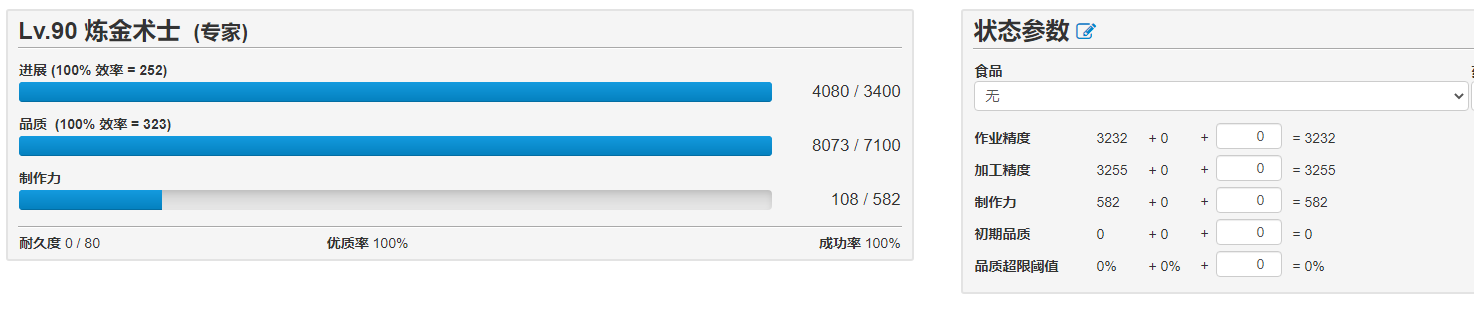 Lv.90 炼金术士 (专家)
进展 (100% 效率 = 252)
4080 / 3400
品质 (100% 效率 = 323)
8073 / 7100
制作力
108 / 582
耐久度 0 / 80 优质率 100% 成功率 100%
状态参数
食品
无
作业精度 3232 + 0 + 0 = 3232
加工精度 3255 + 0 + 0 = 3255
制作力 582 + 0 + 0 = 582
初期品质 0 + 0 + 0 = 0
品质超限阈值 0% + 0% + 0 = 0%